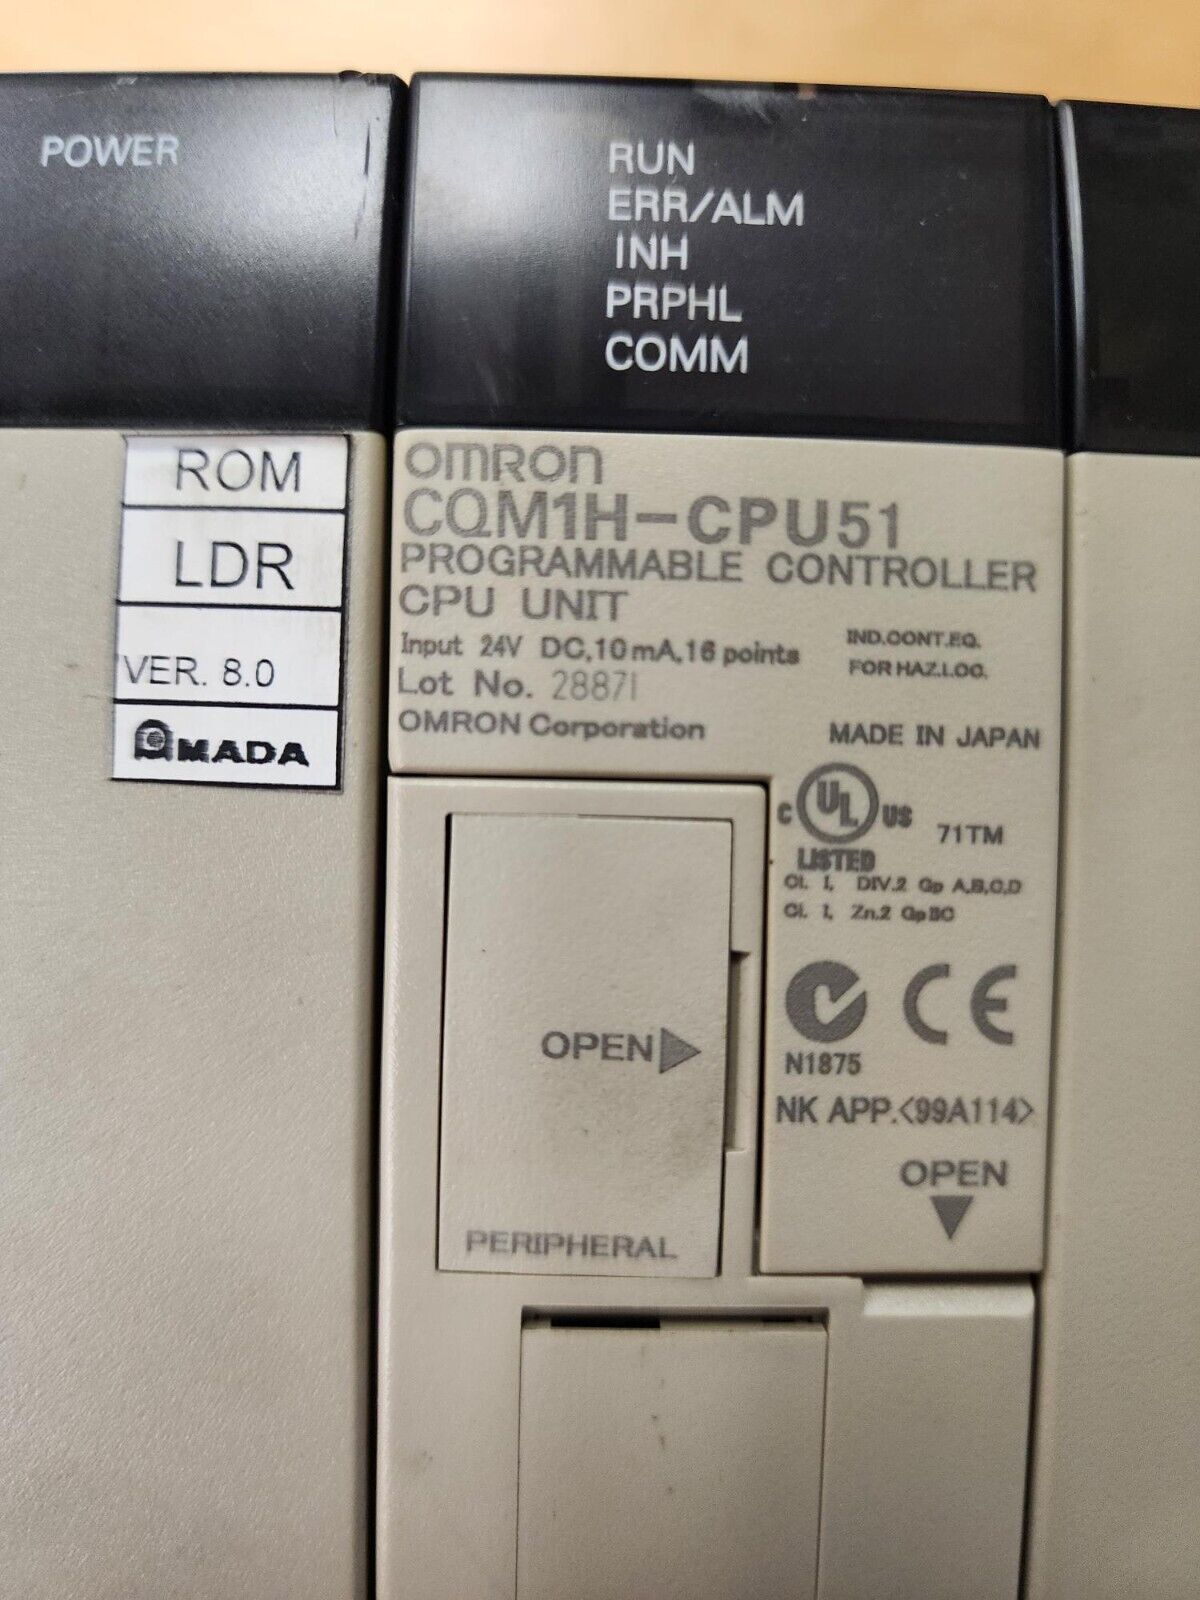 POWER
RUN
ERR/ALM
INH
PRPHL
COMM
ROM
LDR
VER. 8.0
AMADA
OMRON
CQM1H-CPU51
PROGRAMMABLE CONTROLLER
CPU UNIT
Input 24V DC,10mA,16 points
IND.CONT.EQ.
FOR HAZ.LOC.
Lot No. 28871
OMRON Corporation
MADE IN JAPAN
C UL US
LISTED
71TM
Cl. I, DIV.2 Gp A,B,C,D
Cl. I, Zn.2 Gp IIC
CE
N1875
NK APP.<99A114>
OPEN
OPEN
PERIPHERAL